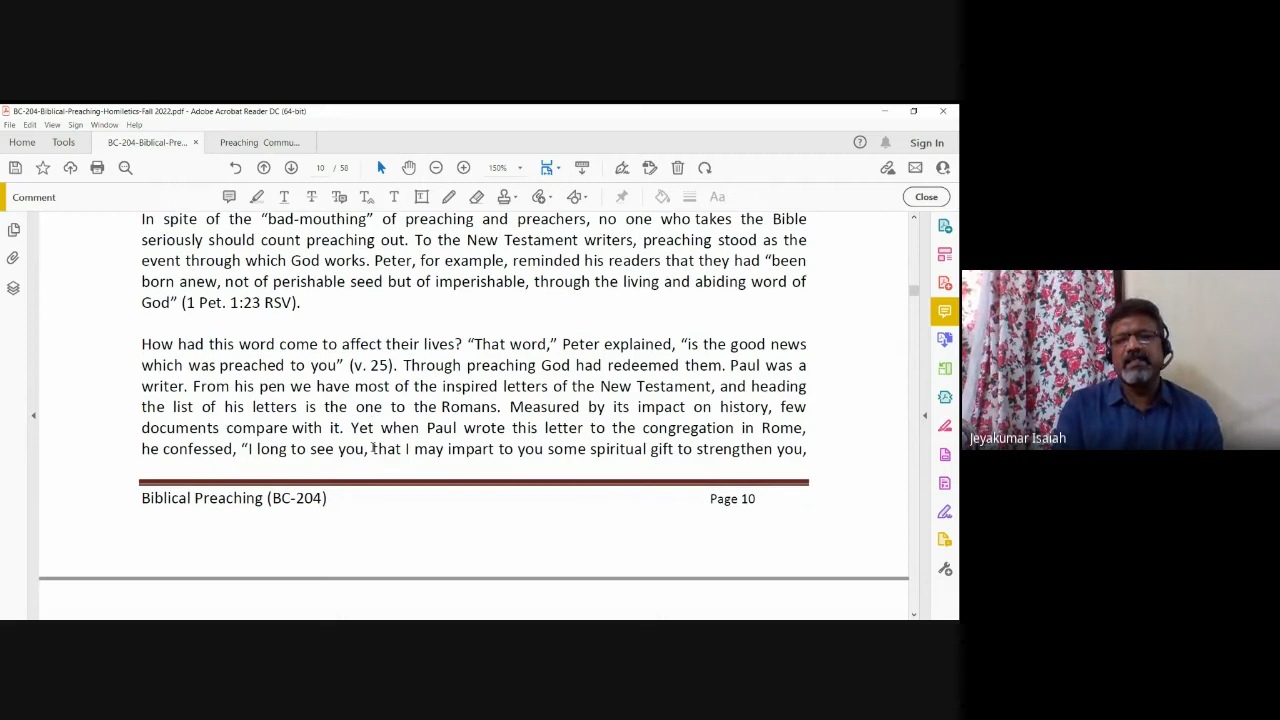 BC-204-Biblical-Preaching-Homiletics-Fall 2022.pdf - Adobe Acrobat Reader DC (64-bit)
File Edit View Sign Window Help
Home Tools BC-204-Biblical-Pre... × Preaching Commu... Sign In
10 / 58 150%
Comment Close
In spite of the “bad-mouthing” of preaching and preachers, no one who takes the Bible
seriously should count preaching out. To the New Testament writers, preaching stood as the
event through which God works. Peter, for example, reminded his readers that they had “been
born anew, not of perishable seed but of imperishable, through the living and abiding word of
God” (1 Pet. 1:23 RSV).
How had this word come to affect their lives? “That word,” Peter explained, “is the good news
which was preached to you” (v. 25). Through preaching God had redeemed them. Paul was a
writer. From his pen we have most of the inspired letters of the New Testament, and heading
the list of his letters is the one to the Romans. Measured by its impact on history, few
documents compare with it. Yet when Paul wrote this letter to the congregation in Rome,
he confessed, “I long to see you, that I may impart to you some spiritual gift to strengthen you,
Biblical Preaching (BC-204) Page 10
Jeyakumar Isaiah